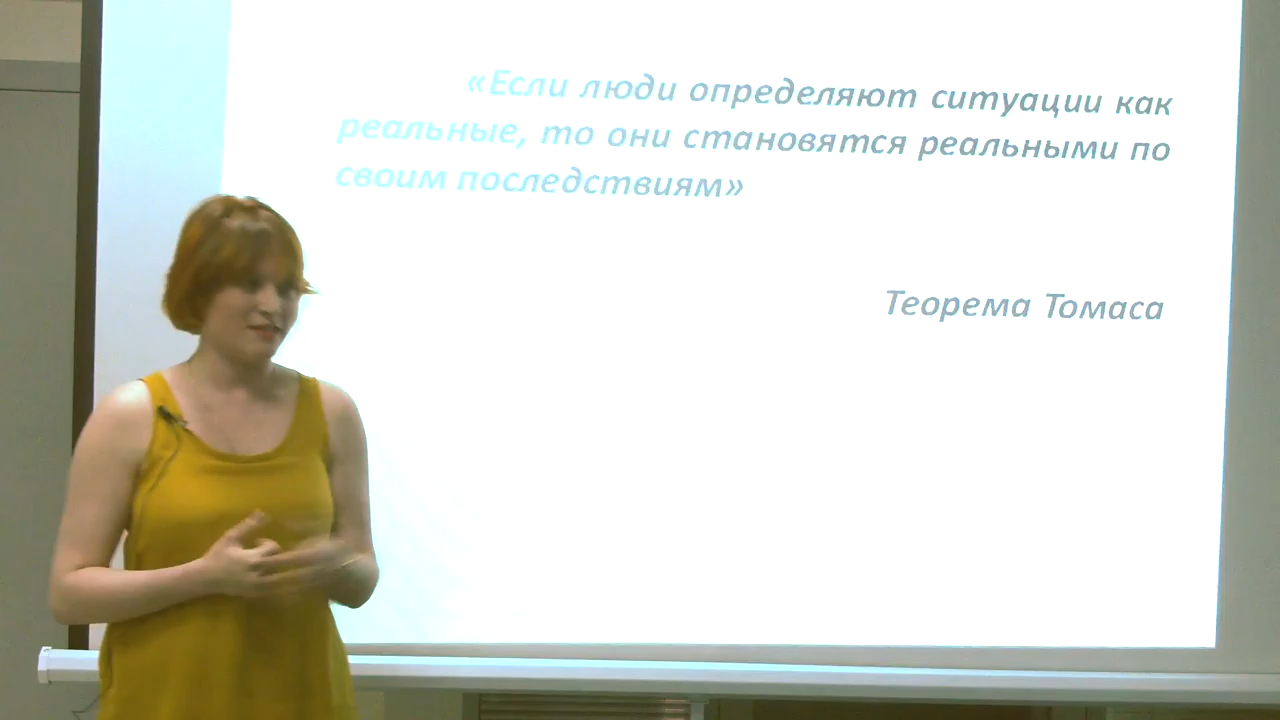 «Если люди определяют ситуации как
реальные, то они становятся реальными по
своим последствиям»
Теорема Томаса